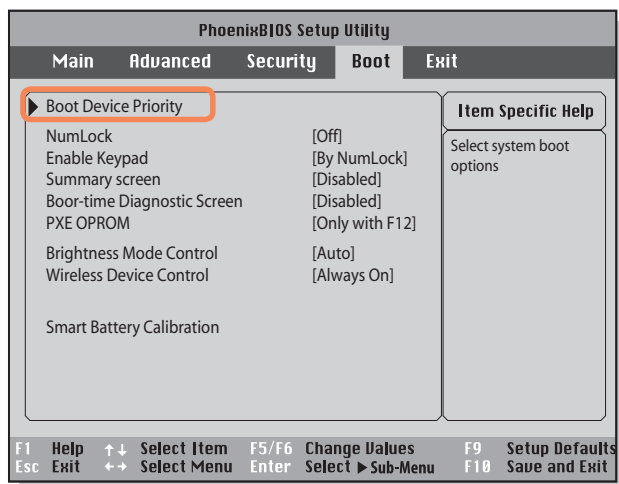 PhoenixBIOS Setup Utility
Main Advanced Security Boot Exit
Boot Device Priority
NumLock [Off]
Enable Keypad [By NumLock]
Summary screen [Disabled]
Boor-time Diagnostic Screen [Disabled]
PXE OPROM [Only with F12]
Brightness Mode Control [Auto]
Wireless Device Control [Always On]
Smart Battery Calibration
Item Specific Help
Select system boot
options
F1 Help ↑↓ Select Item F5/F6 Change Values F9 Setup Defaults
Esc Exit ←→ Select Menu Enter Select ▶ Sub-Menu F10 Save and Exit